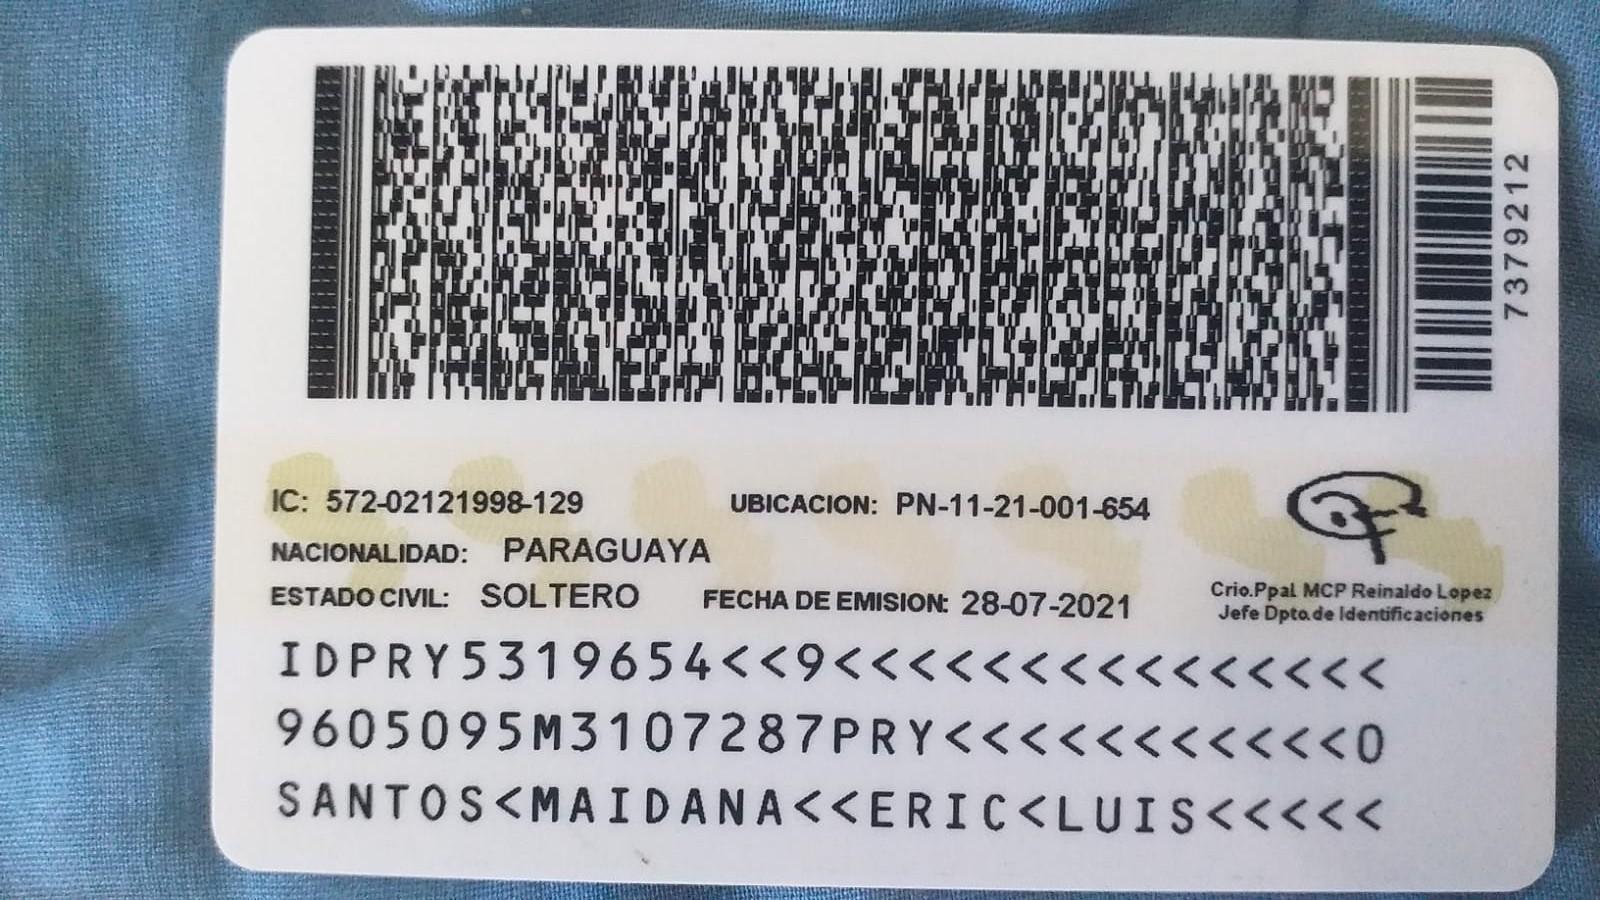 7379212
IC: 572-02121998-129 UBICACION: PN-11-21-001-654
NACIONALIDAD: PARAGUAYA
ESTADO CIVIL: SOLTERO FECHA DE EMISION: 28-07-2021
Crio.Ppal. MCP Reinaldo Lopez
Jefe Dpto.de Identificaciones
IDPRY5319654<<9<<<<<<<<<<<<<<<
9605095M3107287PRY<<<<<<<<<<<0
SANTOS<MAIDANA<<ERIC<LUIS<<<<<